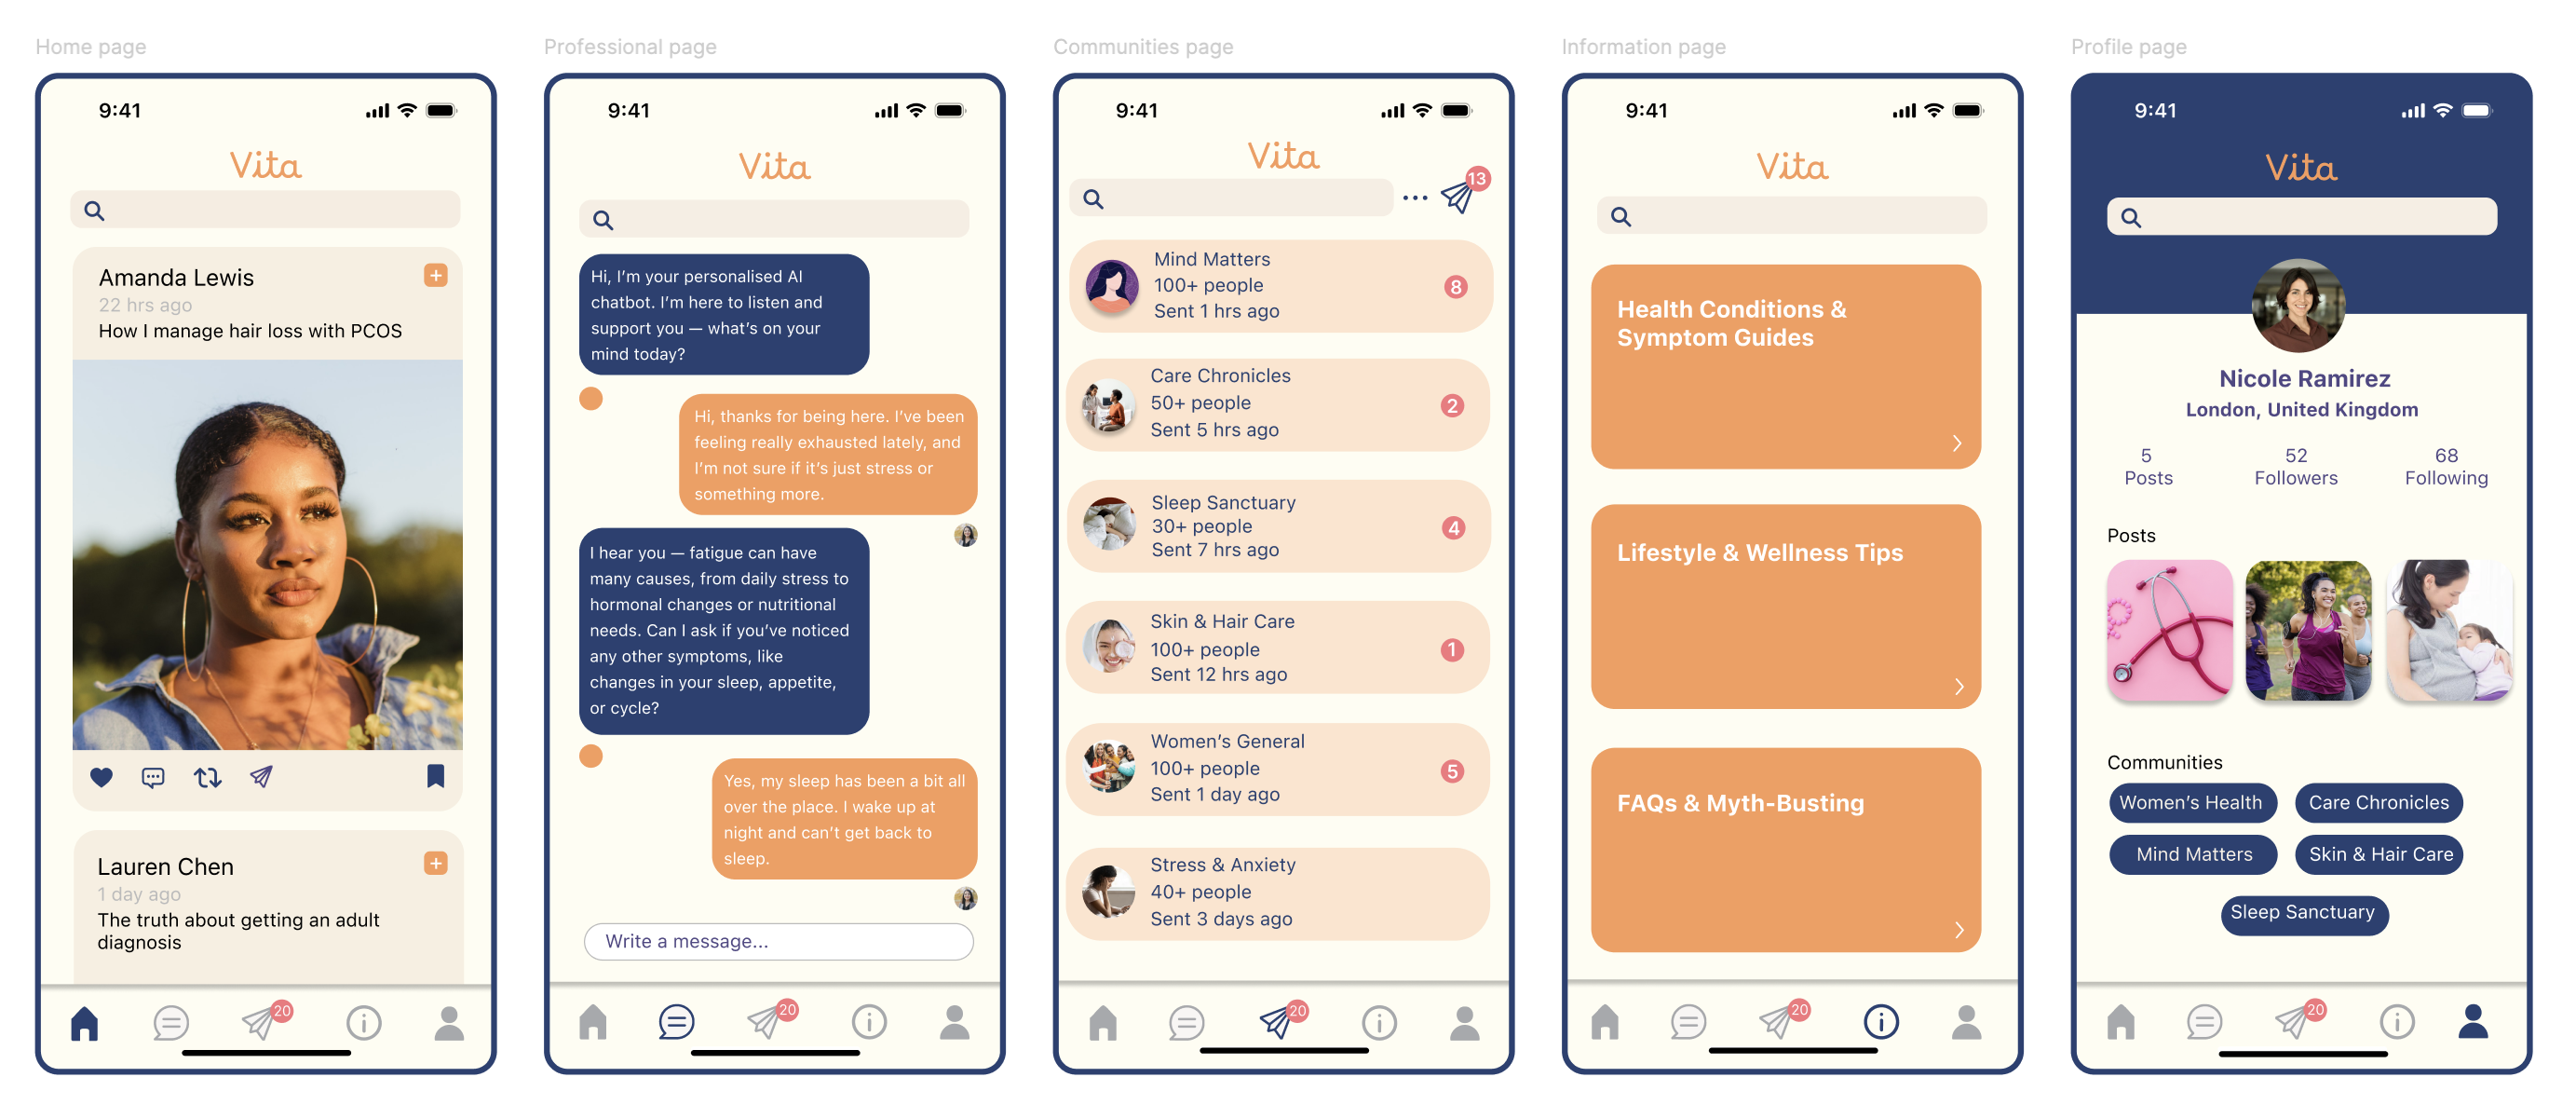 Home page
9:41
Vita
Amanda Lewis
22 hrs ago
How I manage hair loss with PCOS
Lauren Chen
1 day ago
The truth about getting an adult
diagnosis
20
Professional page
9:41
Vita
Hi, I’m your personalised AI
chatbot. I’m here to listen and
support you — what’s on your
mind today?
Hi, thanks for being here. I’ve been
feeling really exhausted lately, and
I’m not sure if it’s just stress or
something more.
I hear you — fatigue can have
many causes, from daily stress to
hormonal changes or nutritional
needs. Can I ask if you’ve noticed
any other symptoms, like
changes in your sleep, appetite,
or cycle?
Yes, my sleep has been a bit all
over the place. I wake up at
night and can’t get back to
sleep.
Write a message...
20
Communities page
9:41
Vita
13
Mind Matters
100+ people
Sent 1 hrs ago
8
Care Chronicles
50+ people
Sent 5 hrs ago
2
Sleep Sanctuary
30+ people
Sent 7 hrs ago
4
Skin & Hair Care
100+ people
Sent 12 hrs ago
1
Women’s General
100+ people
Sent 1 day ago
5
Stress & Anxiety
40+ people
Sent 3 days ago
20
Information page
9:41
Vita
Health Conditions &
Symptom Guides
Lifestyle & Wellness Tips
FAQs & Myth-Busting
20
Profile page
9:41
Vita
Nicole Ramirez
London, United Kingdom
5 52 68
Posts Followers Following
Posts
Communities
Women’s Health Care Chronicles
Mind Matters Skin & Hair Care
Sleep Sanctuary
20